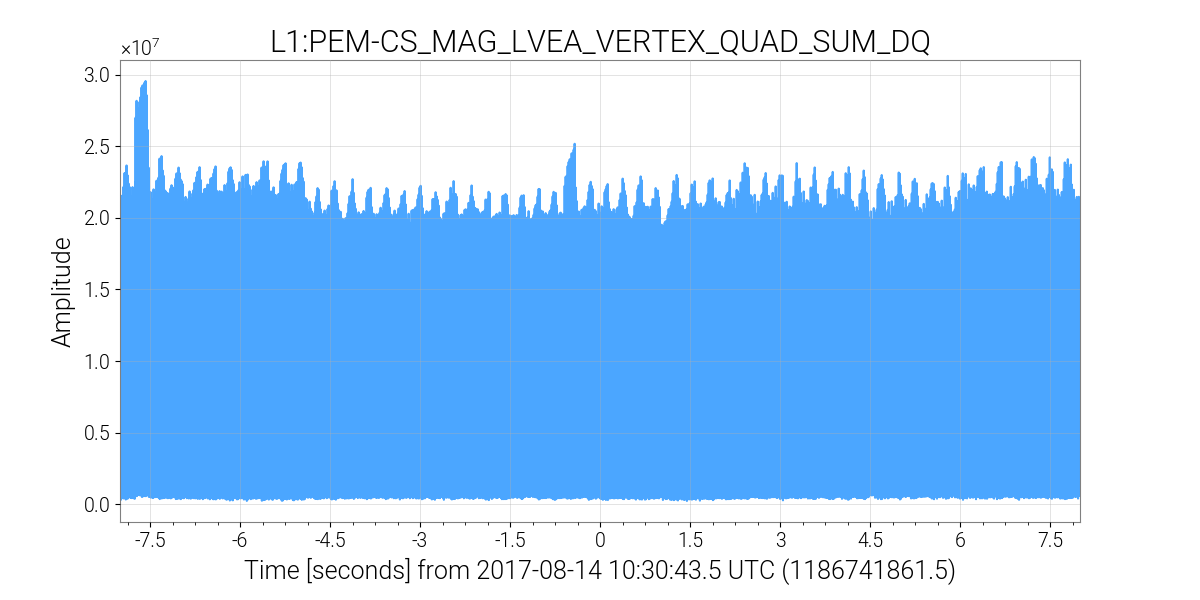 L1:PEM-CS_MAG_LVEA_VERTEX_QUAD_SUM_DQ
×10⁷
3.0
2.5
2.0
1.5
1.0
0.5
0.0
Amplitude
-7.5 -6 -4.5 -3 -1.5 0 1.5 3 4.5 6 7.5
Time [seconds] from 2017-08-14 10:30:43.5 UTC (1186741861.5)